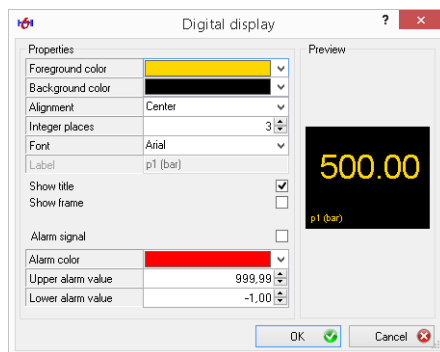 Digital display
?
Properties
Foreground color
Background color
Alignment Center
Integer places 3
Font Arial
Label p1 (bar)
Show title
Show frame
Alarm signal
Alarm color
Upper alarm value 999,99
Lower alarm value -1,00
Preview
500.00
p1 (bar)
OK Cancel